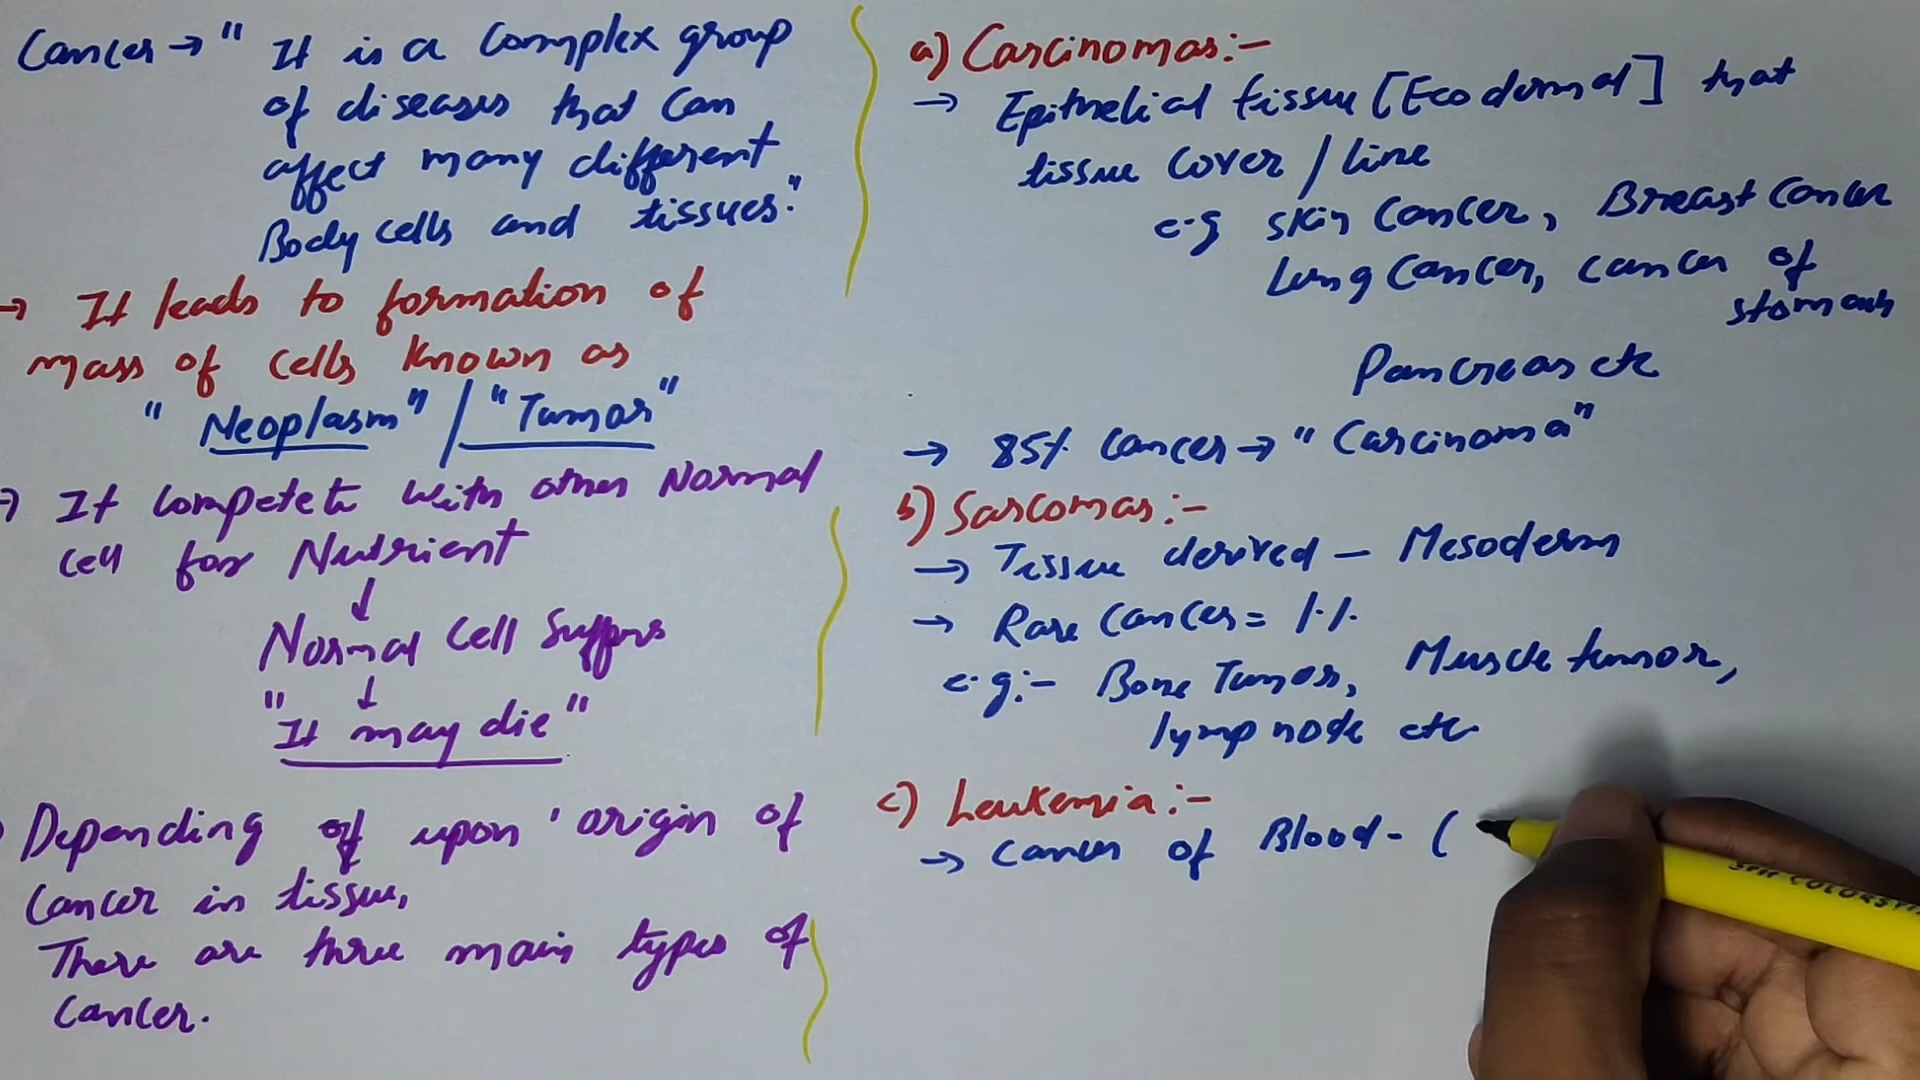 Cancer → " It is a complex group
of diseases that can
affect many different
Body cells and tissues."
→ It leads to formation of
mass of cells known as
" Neoplasm" / "Tumor"
→ It compete with other Normal
cell for Nutrient
↓
Normal cell suffers
↓
"It may die"
Depending of upon ' origin of
cancer in tissue,
There are three main types of
cancer.
a) Carcinomas:-
→ Epithelial tissue [Ecodermal] that
tissue cover / line
e.g skin cancer, Breast cancer
lung cancer, cancer of
stomach
Pancreas etc
→ 85% cancer → "Carcinoma"
b) Sarcomas:-
→ Tissue derived - Mesoderm
→ Rare cancer = 1%
e.g:- Bone Tumor, Muscle tumor,
lymp node etc
c) Leukemia:-
→ cancer of Blood - (